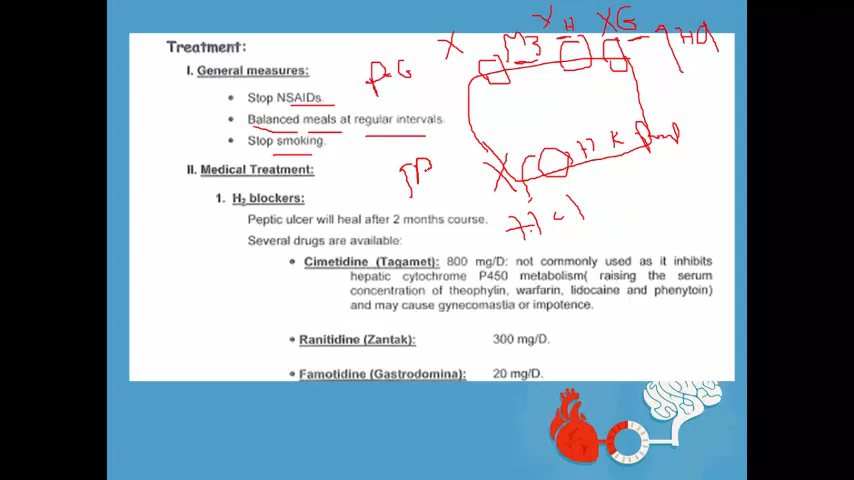 Treatment:
I. General measures:
• Stop NSAIDs.
• Balanced meals at regular intervals.
• Stop smoking.
II. Medical Treatment:
1. H₂ blockers:
Peptic ulcer will heal after 2 months course.
Several drugs are available:
• Cimetidine (Tagamet): 800 mg/D: not commonly used as it inhibits
hepatic cytochrome P450 metabolism( raising the serum
concentration of theophylin, warfarin, lidocaine and phenytoin)
and may cause gynecomastia or impotence.
• Ranitidine (Zantak): 300 mg/D.
• Famotidine (Gastrodomina): 20 mg/D.
X
M3
X
H
X G
P.G
X